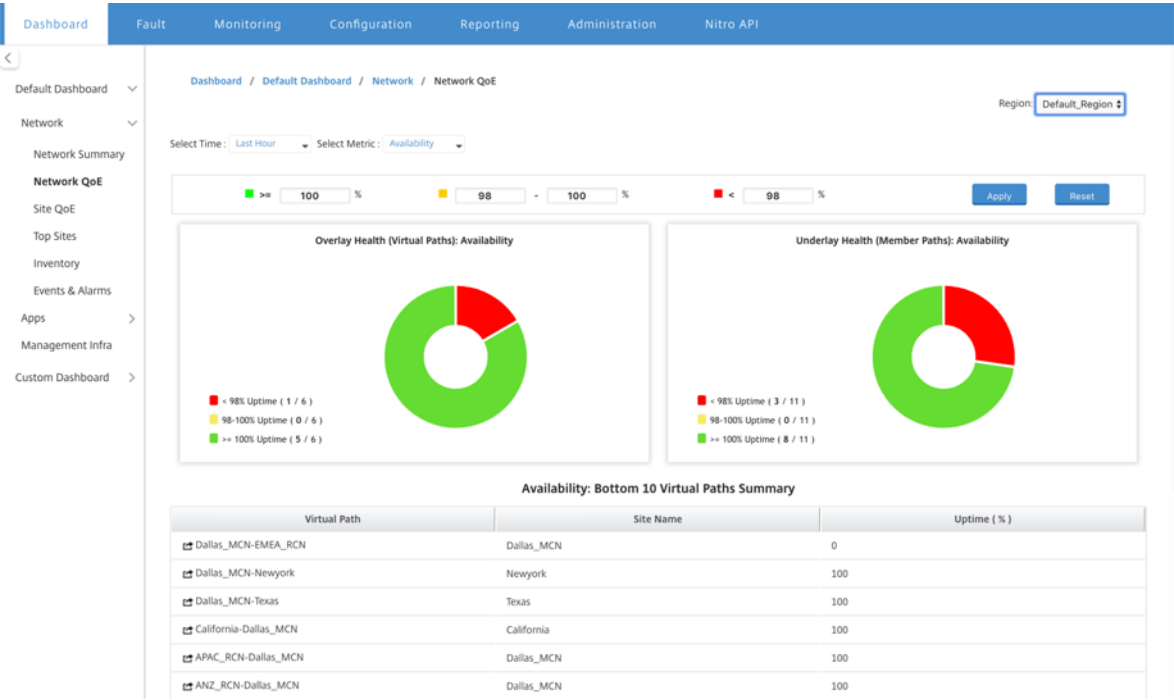 Dashboard Fault Monitoring Configuration Reporting Administration Nitro API
Dashboard / Default Dashboard / Network / Network QoE
Region: Default_Region
Default Dashboard
Network
Network Summary
Network QoE
Site QoE
Top Sites
Inventory
Events & Alarms
Apps
Management Infra
Custom Dashboard
Select Time : Last Hour Select Metric : Availability
>= 100 % 98 - 100 % < 98 % Apply Reset
Overlay Health (Virtual Paths): Availability
< 98% Uptime ( 1 / 6 )
98-100% Uptime ( 0 / 6 )
>= 100% Uptime ( 5 / 6 )
Underlay Health (Member Paths): Availability
< 98% Uptime ( 3 / 11 )
98-100% Uptime ( 0 / 11 )
>= 100% Uptime ( 8 / 11 )
Availability: Bottom 10 Virtual Paths Summary
Virtual Path Site Name Uptime ( % )
Dallas_MCN-EMEA_RCN Dallas_MCN 0
Dallas_MCN-Newyork Newyork 100
Dallas_MCN-Texas Texas 100
California-Dallas_MCN California 100
APAC_RCN-Dallas_MCN Dallas_MCN 100
ANZ_RCN-Dallas_MCN Dallas_MCN 100